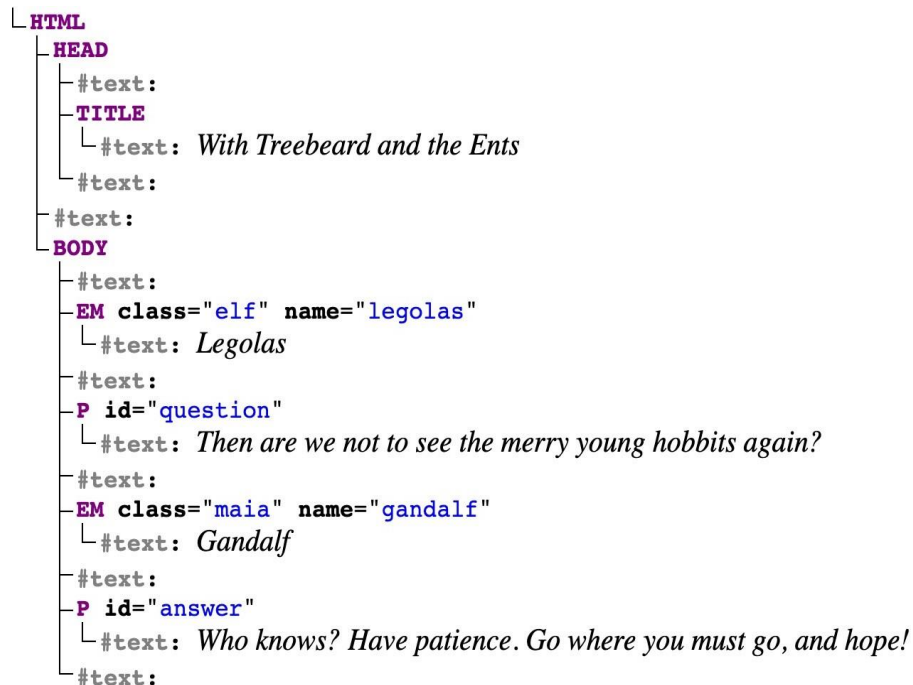 HTML
HEAD
#text:
TITLE
#text: With Treebeard and the Ents
#text:
#text:
BODY
#text:
EM class="elf" name="legolas"
#text: Legolas
#text:
P id="question"
#text: Then are we not to see the merry young hobbits again?
#text:
EM class="maia" name="gandalf"
#text: Gandalf
#text:
P id="answer"
#text: Who knows? Have patience. Go where you must go, and hope!
#text: